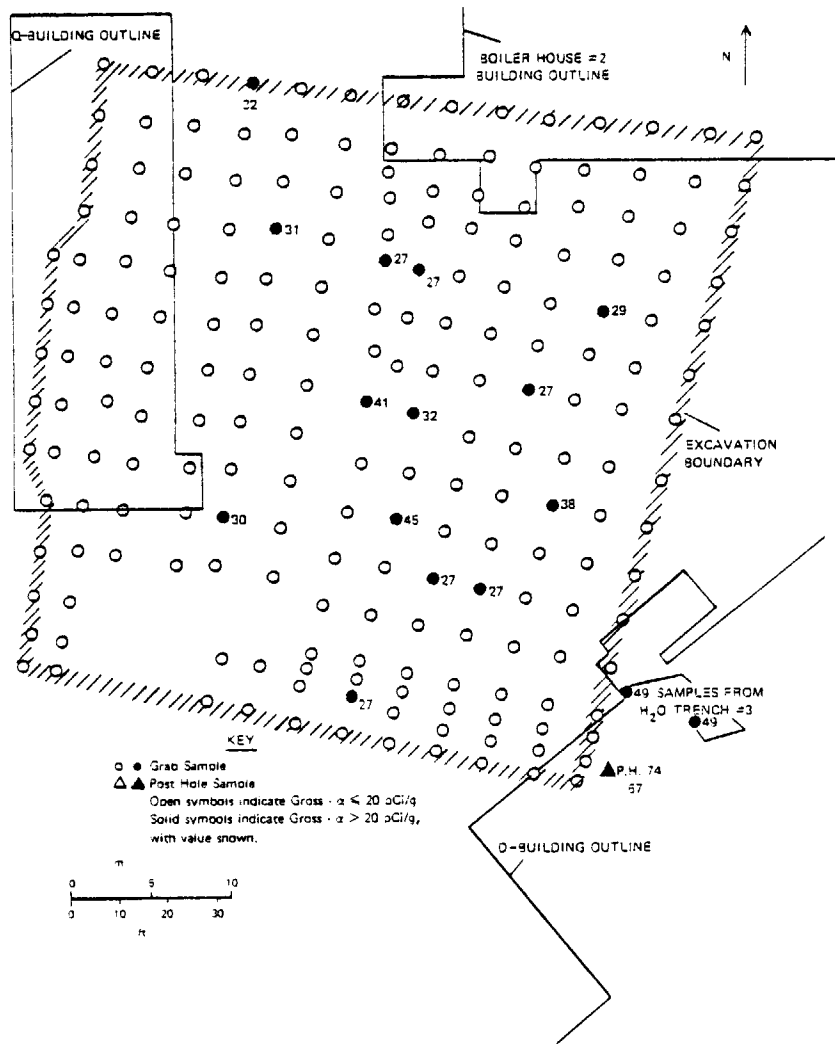 Q-BUILDING OUTLINE
BOILER HOUSE #2
BUILDING OUTLINE
N
22
31
27
27
29
27
41
32
EXCAVATION
BOUNDARY
30
45
38
27
27
27
49 SAMPLES FROM
H2O TRENCH #3
49
P.H. 74
67
KEY
Grab Sample
Post Hole Sample
Open symbols indicate Gross - α ⩽ 20 pCi/g
Solid symbols indicate Gross - α > 20 pCi/g,
with value shown.
D-BUILDING OUTLINE
m
0 5 10
0 10 20 30
ft